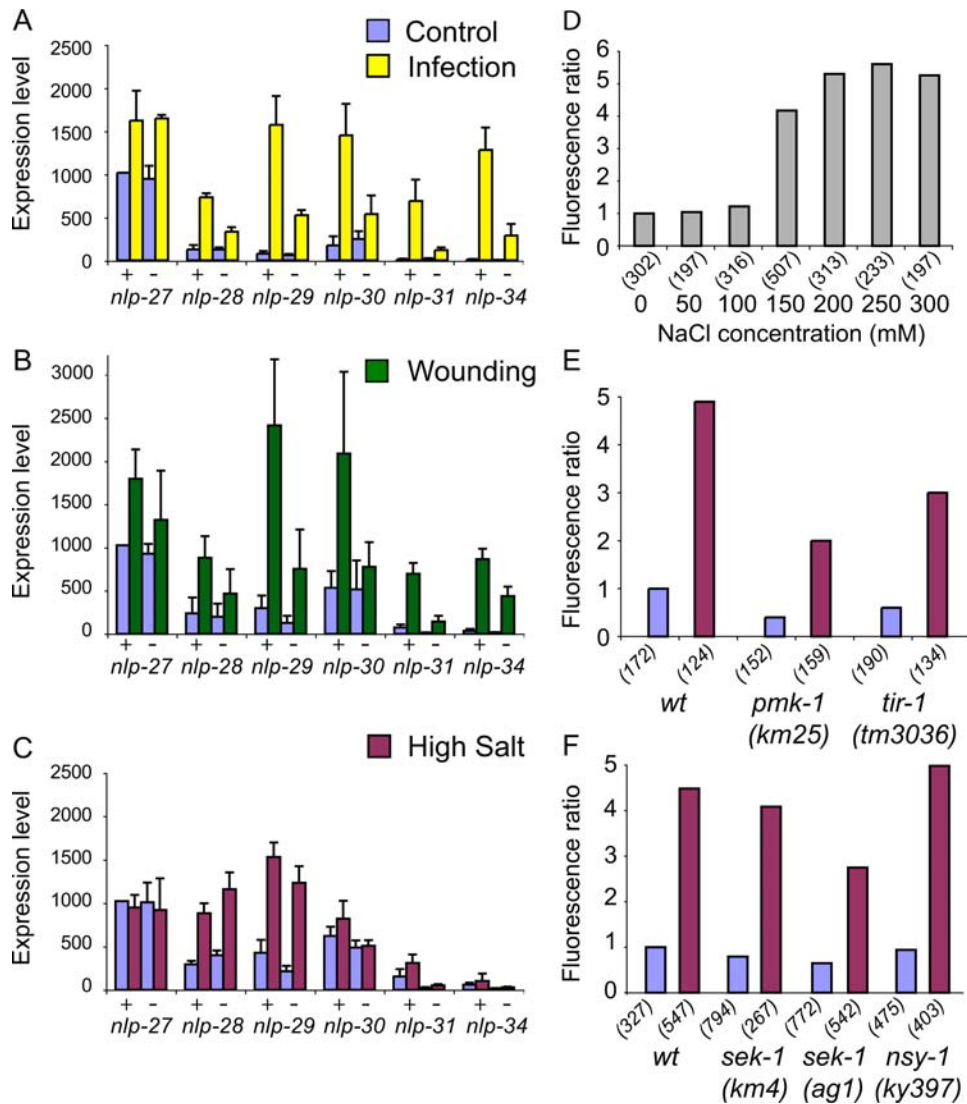 A
Control
Infection
Expression level
2500
2000
1500
1000
500
0
+ - + - + - + - + - + -
nlp-27 nlp-28 nlp-29 nlp-30 nlp-31 nlp-34
B
Wounding
Expression level
3000
2500
2000
1500
1000
500
0
+ - + - + - + - + - + -
nlp-27 nlp-28 nlp-29 nlp-30 nlp-31 nlp-34
C
High Salt
Expression level
2500
2000
1500
1000
500
0
+ - + - + - + - + - + -
nlp-27 nlp-28 nlp-29 nlp-30 nlp-31 nlp-34
D
Fluorescence ratio
6
5
4
3
2
1
0
(302) (197) (316) (507) (313) (233) (197)
0 50 100 150 200 250 300
NaCl concentration (mM)
E
Fluorescence ratio
5
4
3
2
1
0
(172) (124) (152) (159) (190) (134)
wt pmk-1 tir-1
(km25) (tm3036)
F
Fluorescence ratio
5
4
3
2
1
0
(327) (547) (794) (267) (772) (542) (475) (403)
wt sek-1 sek-1 nsy-1
(km4) (ag1) (ky397)